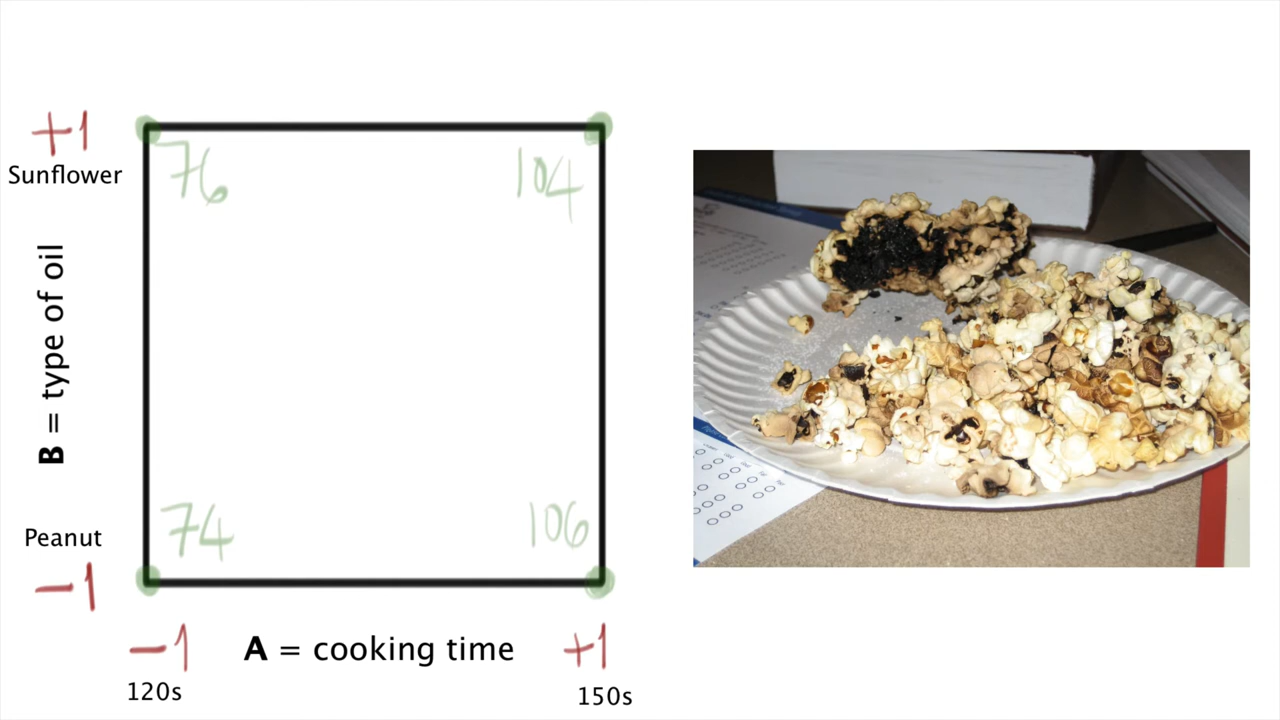 +1
Sunflower
76
104
B = type of oil
74
106
Peanut
−1
−1
A = cooking time
+1
120s
150s